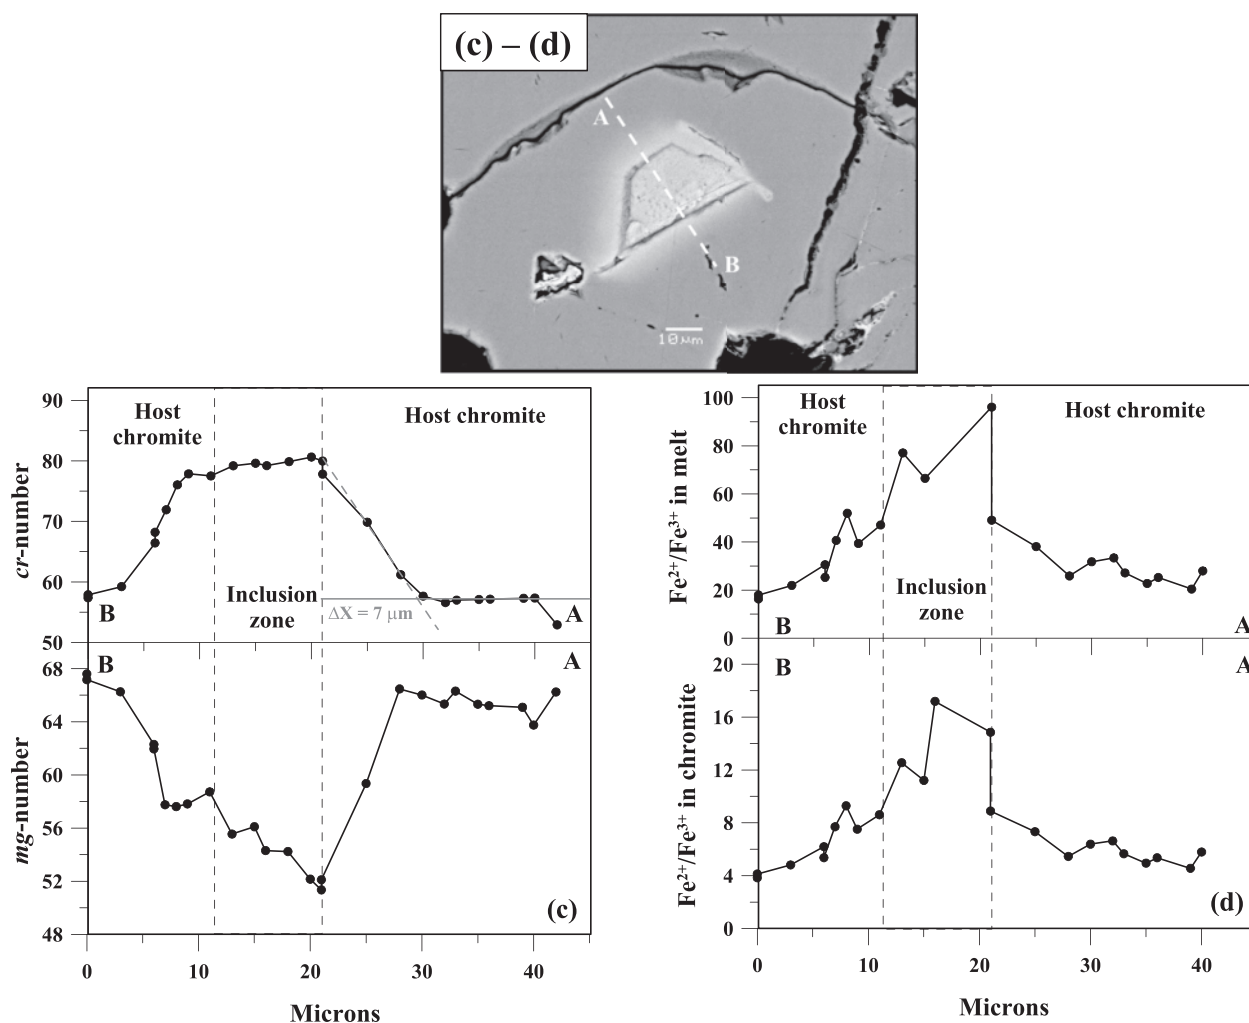 (c) – (d)
A
B
10 µm
90
80
70
60
50
cr-number
Host
chromite
Host chromite
Inclusion
zone
ΔX = 7 µm
B
A
68
64
60
56
52
48
mg-number
B
A
(c)
0
10
20
30
40
Microns
100
80
60
40
20
0
Fe²⁺/Fe³⁺ in melt
Host
chromite
Host chromite
Inclusion
zone
B
A
20
16
12
8
4
0
Fe²⁺/Fe³⁺ in chromite
B
A
(d)
0
10
20
30
40
Microns